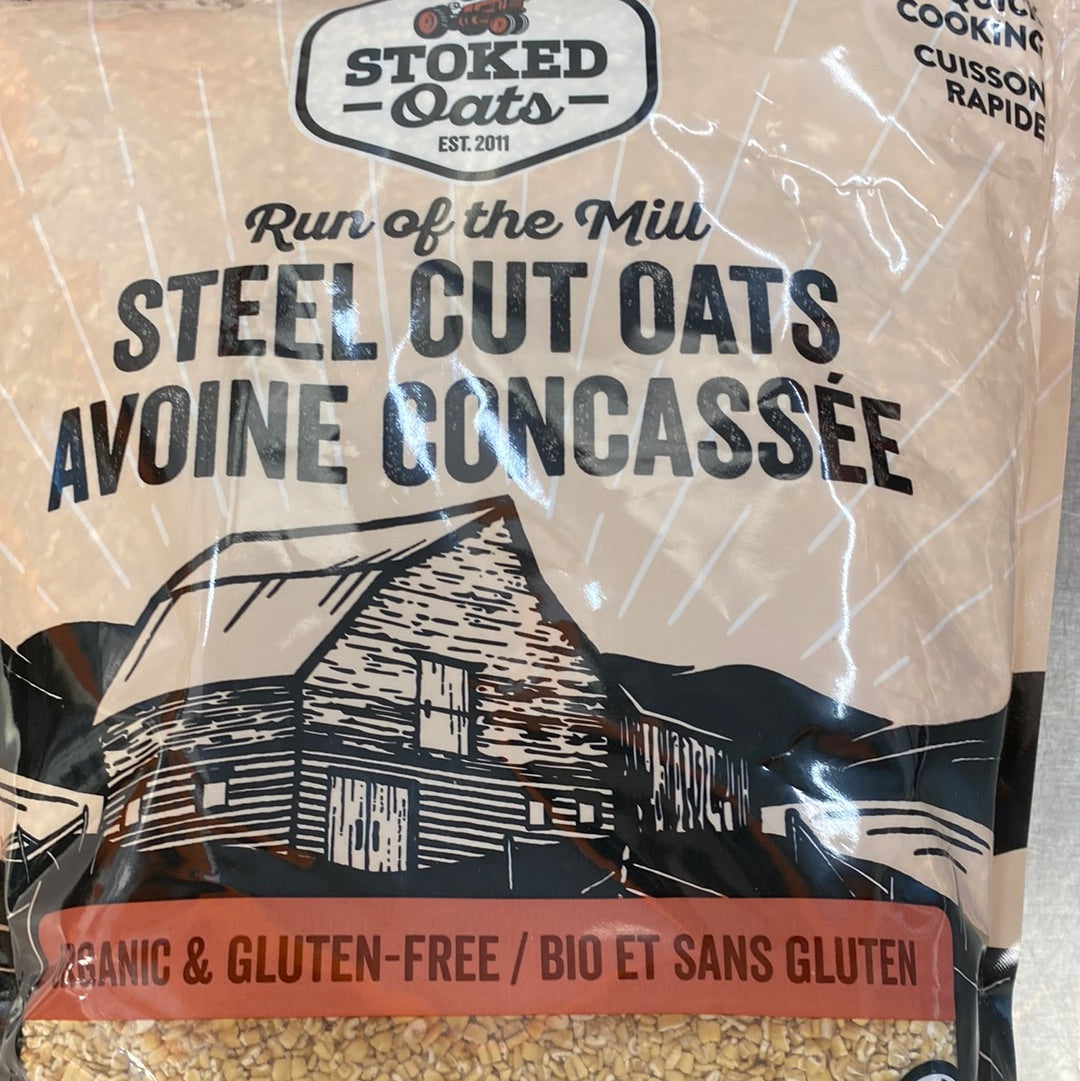 STOKED
Oats
EST. 2011
QUICK
COOKING
CUISSON
RAPIDE
Run of the Mill
STEEL CUT OATS
AVOINE CONCASSÉE
ORGANIC & GLUTEN-FREE / BIO ET SANS GLUTEN